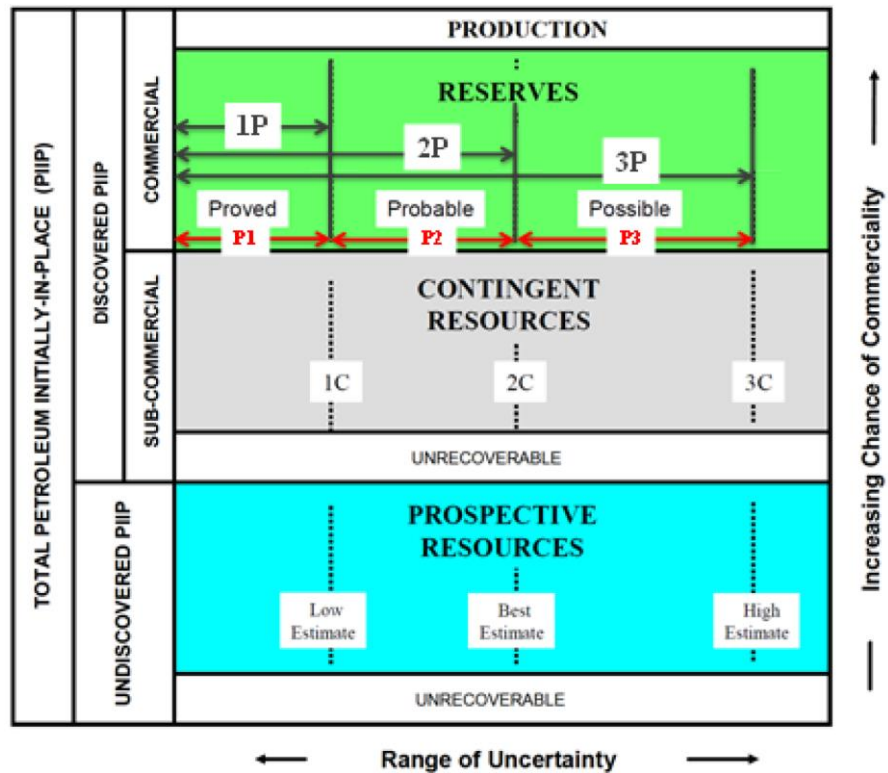 TOTAL PETROLEUM INITIALLY-IN-PLACE (PIIP)
DISCOVERED PIIP
UNDISCOVERED PIIP
COMMERCIAL
SUB-COMMERCIAL
PRODUCTION
RESERVES
1P
2P
3P
Proved
Probable
Possible
P1
P2
P3
CONTINGENT
RESOURCES
1C
2C
3C
UNRECOVERABLE
PROSPECTIVE
RESOURCES
Low
Estimate
Best
Estimate
High
Estimate
UNRECOVERABLE
Increasing Chance of Commerciality
Range of Uncertainty